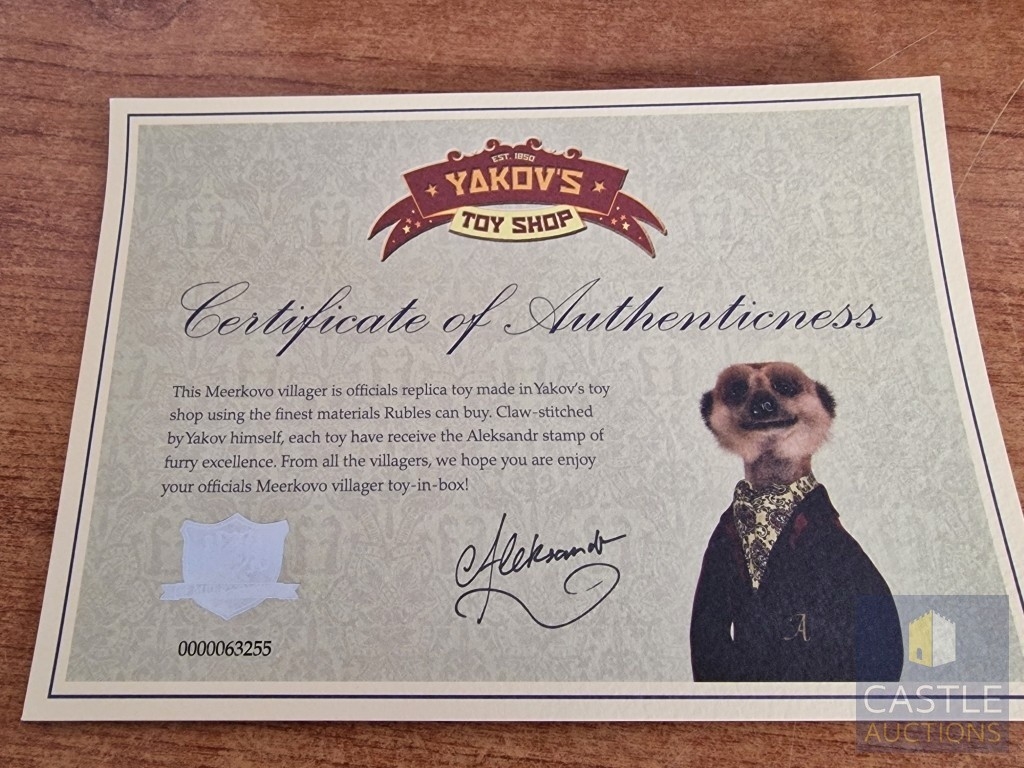 EST. 1850
YAKOV'S
TOY SHOP
Certificate of Authenticness
This Meerkovo villager is officials replica toy made in Yakov's toy
shop using the finest materials Rubles can buy. Claw-stitched
by Yakov himself, each toy have receive the Aleksandr stamp of
furry excellence. From all the villagers, we hope you are enjoy
your officials Meerkovo villager toy-in-box!
Aleksandr
0000063255
A
CASTLE
AUCTIONS